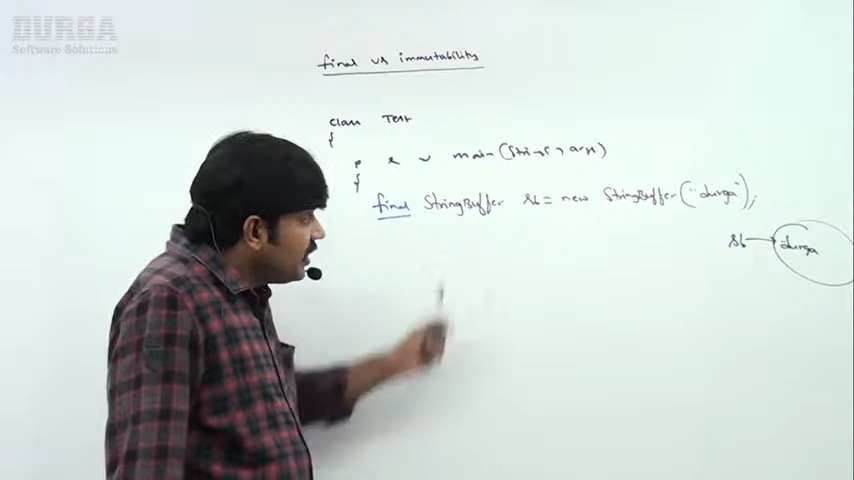 DURGA
Software Solutions
final vs immutability
class Test
{
p s v main(String[] args)
{
final StringBuffer sb = new StringBuffer("durga");
sb → durga